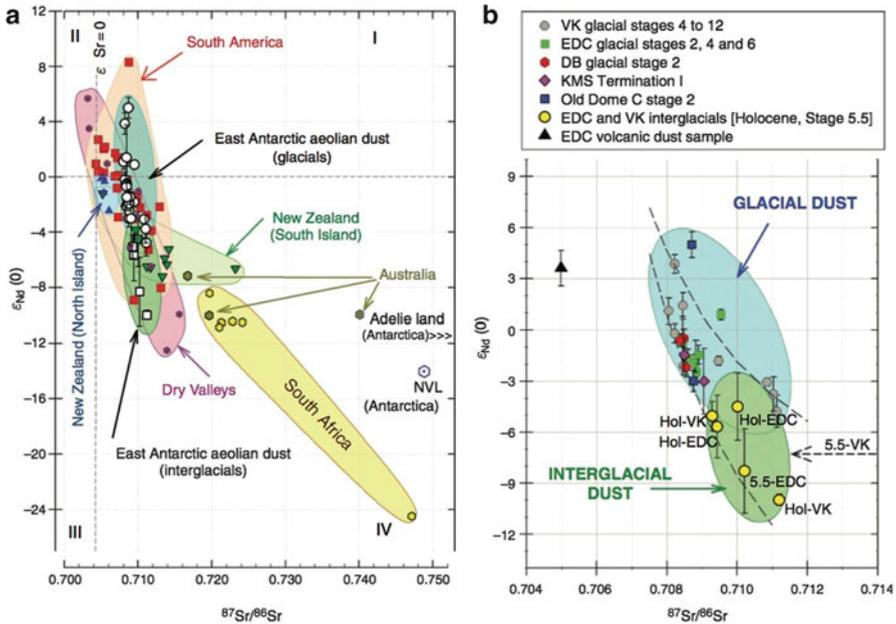 a
II
ε Sr = 0
I
South America
East Antarctic aeolian dust
(glacials)
New Zealand
(South Island)
Australia
Adelie land
(Antarctica)>>>
NVL
(Antarctica)
New Zealand (North Island)
Dry Valleys
South Africa
East Antarctic aeolian dust
(interglacials)
III
IV
12
8
4
0
−4
−8
−12
−16
−20
−24
εNd (0)
0.700
0.710
0.720
0.730
0.740
0.750
87Sr/86Sr
b
VK glacial stages 4 to 12
EDC glacial stages 2, 4 and 6
DB glacial stage 2
KMS Termination I
Old Dome C stage 2
EDC and VK interglacials [Holocene, Stage 5.5]
EDC volcanic dust sample
9
6
3
0
−3
−6
−9
−12
εNd (0)
GLACIAL DUST
Hol-VK
Hol-EDC
Hol-EDC
5.5-VK
5.5-EDC
Hol-VK
INTERGLACIAL
DUST
0.704
0.706
0.708
0.710
0.712
0.714
87Sr/86Sr